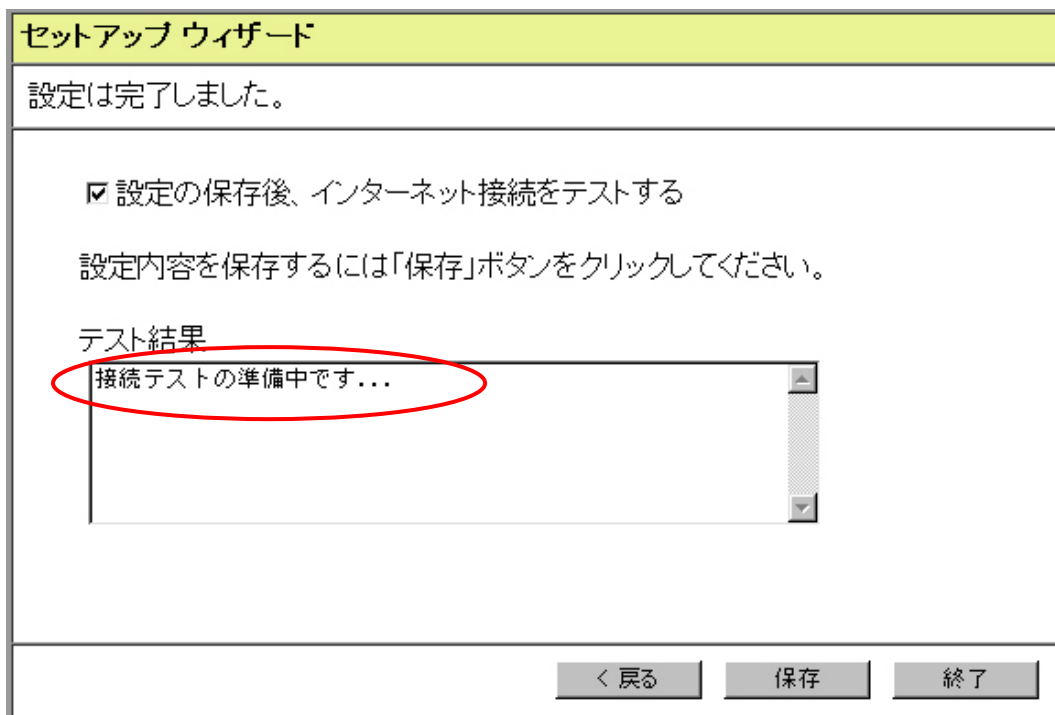 セットアップ ウィザード
設定は完了しました。
設定の保存後、インターネット接続をテストする
設定内容を保存するには「保存」ボタンをクリックしてください。
テスト結果
接続テストの準備中です...
< 戻る 保存 終了